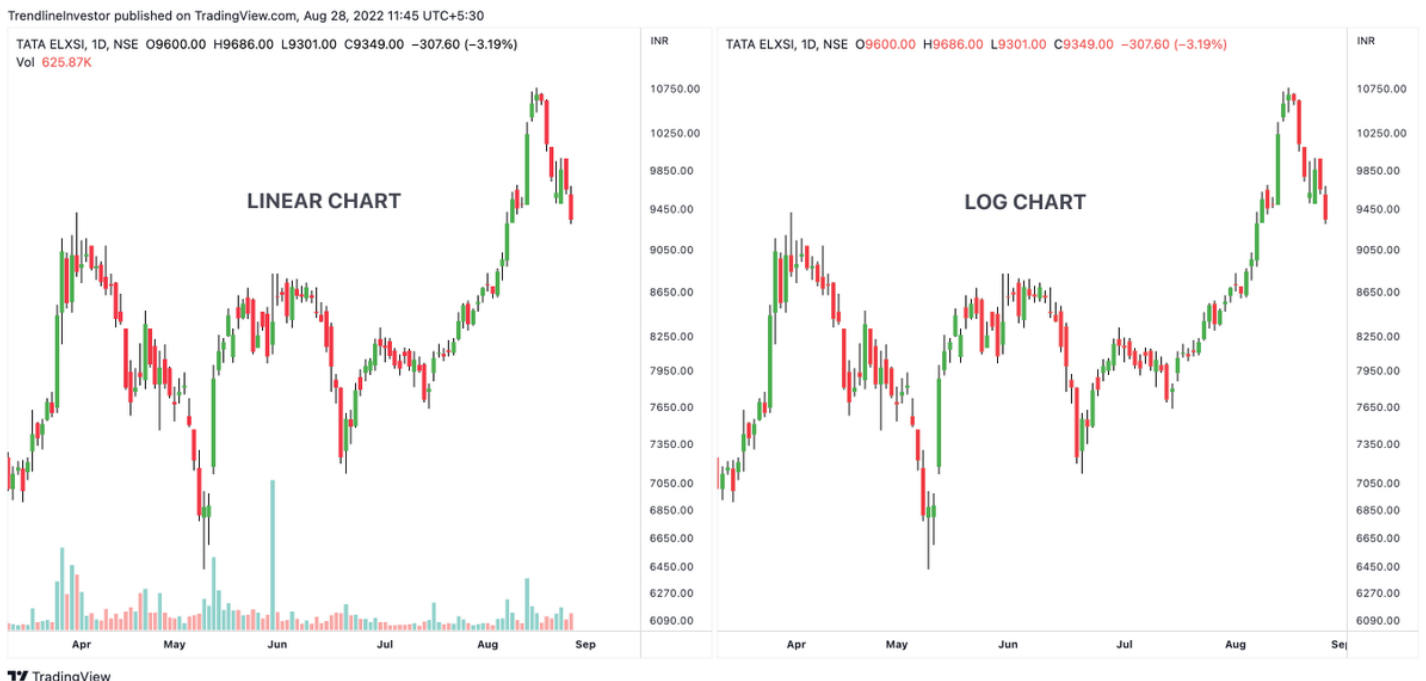 TrendlineInvestor published on TradingView.com, Aug 28, 2022 11:45 UTC+5:30
TATA ELXSI, 1D, NSE O9600.00 H9686.00 L9301.00 C9349.00 −307.60 (−3.19%)
Vol 625.87K
INR
LINEAR CHART
10750.00
10250.00
9850.00
9450.00
9050.00
8650.00
8250.00
7950.00
7650.00
7350.00
7050.00
6850.00
6650.00
6450.00
6270.00
6090.00
Apr May Jun Jul Aug Sep
TATA ELXSI, 1D, NSE O9600.00 H9686.00 L9301.00 C9349.00 −307.60 (−3.19%)
INR
LOG CHART
10750.00
10250.00
9850.00
9450.00
9050.00
8650.00
8250.00
7950.00
7650.00
7350.00
7050.00
6850.00
6650.00
6450.00
6270.00
6090.00
Apr May Jun Jul Aug Se
TradingView